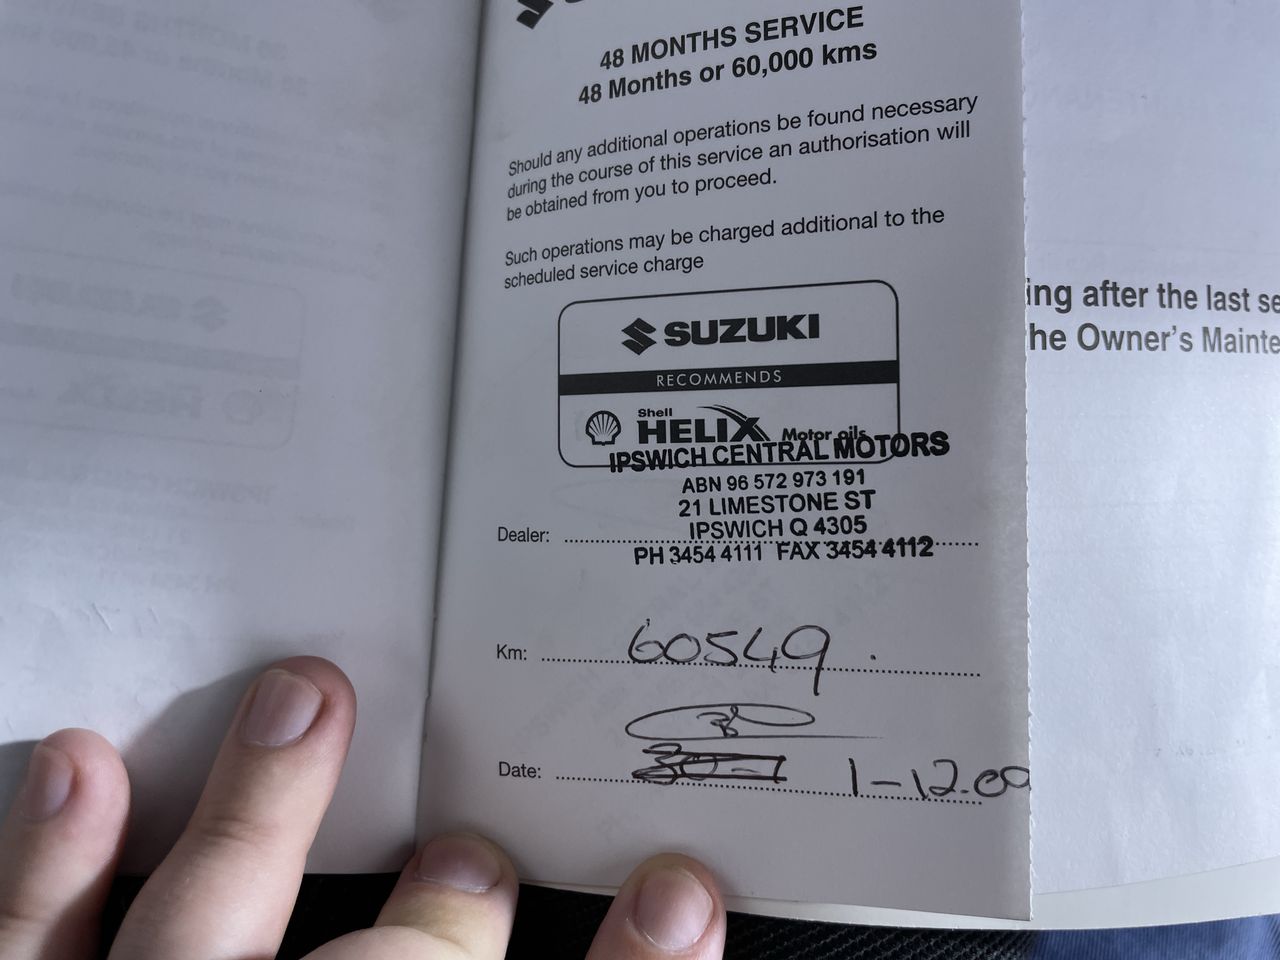 48 MONTHS SERVICE
48 Months or 60,000 kms
Should any additional operations be found necessary
during the course of this service an authorisation will
be obtained from you to proceed.
Such operations may be charged additional to the
scheduled service charge
SUZUKI
RECOMMENDS
Shell
HELIX Motor oils
IPSWICH CENTRAL MOTORS
ABN 96 572 973 191
21 LIMESTONE ST
IPSWICH Q 4305
Dealer:
PH 3454 4111 FAX 3454 4112
Km: 60549
Date: 1-12.09
ing after the last se
he Owner's Mainte